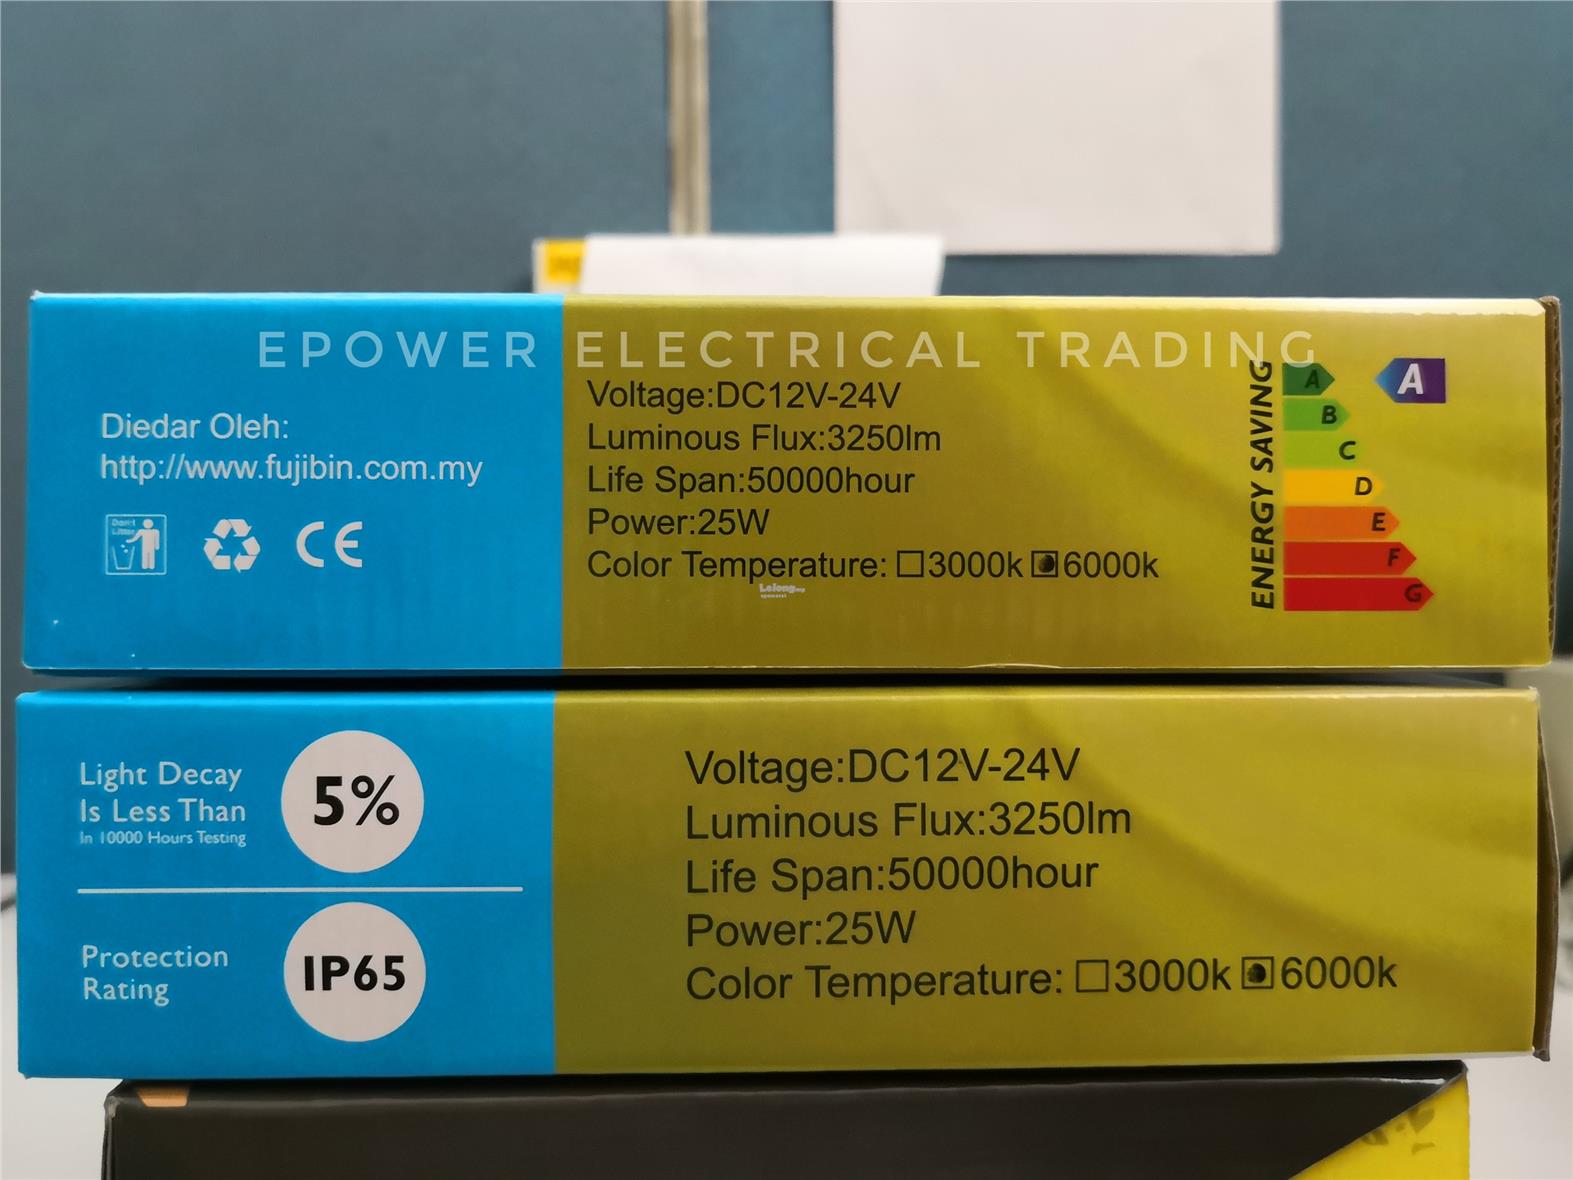 EPOWER ELECTRICAL TRADING
Diedar Oleh:
http://www.fujibin.com.my
CE
Voltage:DC12V-24V
Luminous Flux:3250lm
Life Span:50000hour
Power:25W
Color Temperature: 3000k 6000k
Lelong.my
ENERGY SAVING
A
A
B
C
D
E
F
G
Light Decay
Is Less Than
In 10000 Hours Testing
5%
Protection
Rating
IP65
Voltage:DC12V-24V
Luminous Flux:3250lm
Life Span:50000hour
Power:25W
Color Temperature: 3000k 6000k